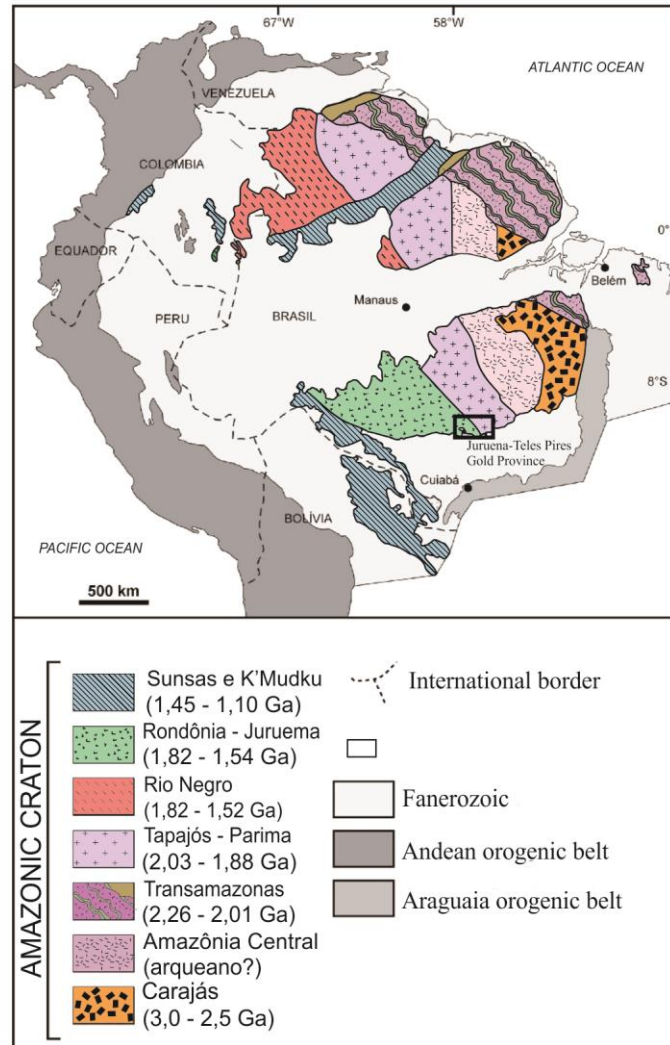 67°W
58°W
ATLANTIC OCEAN
VENEZUELA
COLOMBIA
0°
EQUADOR
Belém
Manaus
PERU
BRASIL
8°S
Juruena-Teles Pires
Gold Province
Cuiabá
BOLÍVIA
PACIFIC OCEAN
500 km
AMAZONIC CRATON
Sunsas e K'Mudku
(1,45 - 1,10 Ga)
Rondônia - Juruema
(1,82 - 1,54 Ga)
Rio Negro
(1,82 - 1,52 Ga)
Tapajós - Parima
(2,03 - 1,88 Ga)
Transamazonas
(2,26 - 2,01 Ga)
Amazônia Central
(arqueano?)
Carajás
(3,0 - 2,5 Ga)
International border
Fanerozoic
Andean orogenic belt
Araguaia orogenic belt